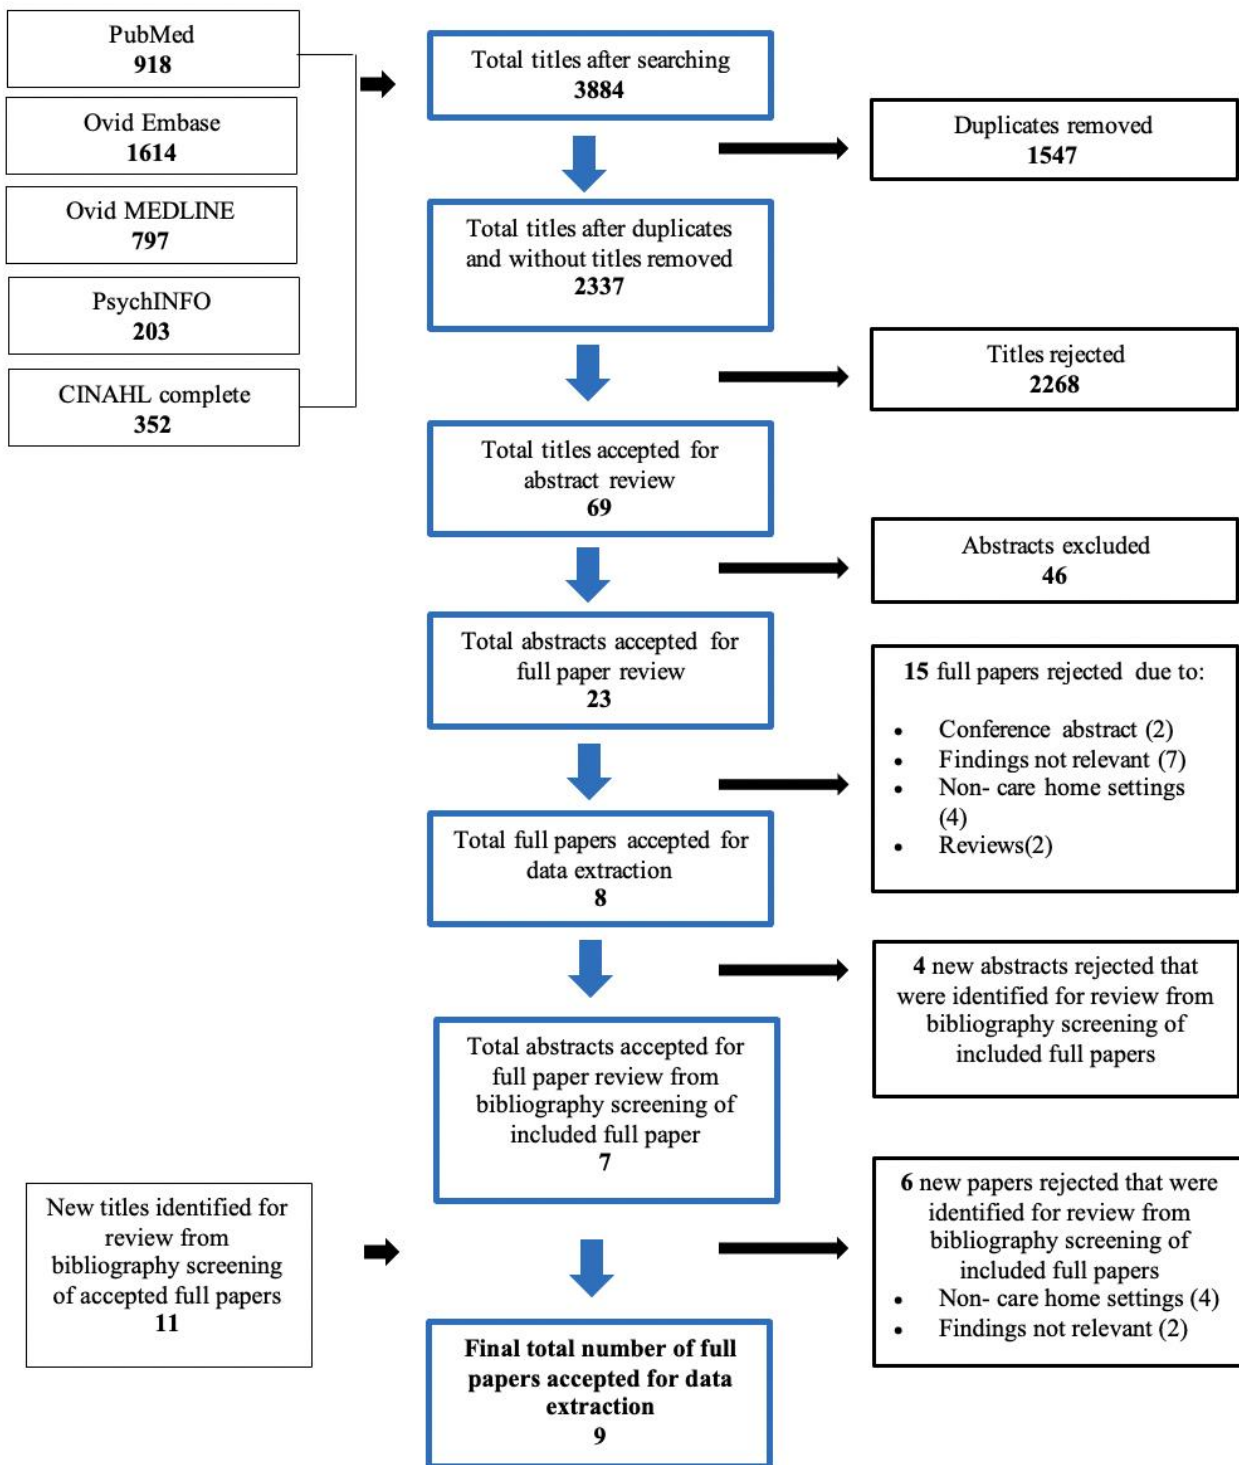 PubMed
918
Ovid Embase
1614
Ovid MEDLINE
797
PsychINFO
203
CINAHL complete
352
Total titles after searching
3884
Duplicates removed
1547
Total titles after duplicates
and without titles removed
2337
Titles rejected
2268
Total titles accepted for
abstract review
69
Abstracts excluded
46
Total abstracts accepted for
full paper review
23
15 full papers rejected due to:
• Conference abstract (2)
• Findings not relevant (7)
• Non- care home settings
(4)
• Reviews(2)
Total full papers accepted for
data extraction
8
4 new abstracts rejected that
were identified for review from
bibliography screening of
included full papers
Total abstracts accepted for
full paper review from
bibliography screening of
included full paper
7
New titles identified for
review from
bibliography screening
of accepted full papers
11
6 new papers rejected that were
identified for review from
bibliography screening of
included full papers
• Non- care home settings (4)
• Findings not relevant (2)
Final total number of full
papers accepted for data
extraction
9